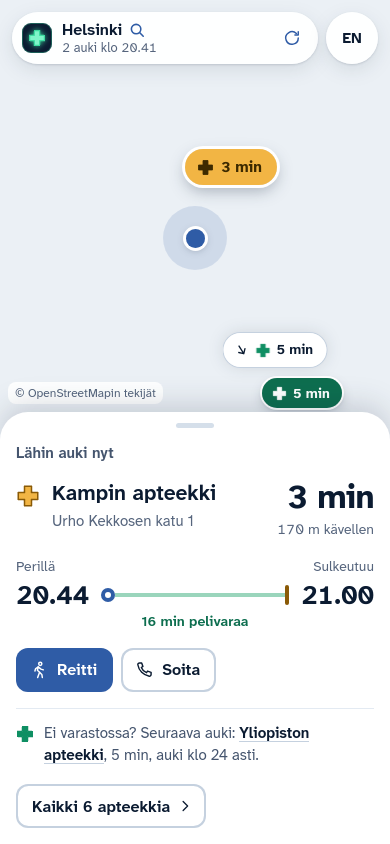 Helsinki
2 auki klo 20.41
EN
3 min
5 min
5 min
© OpenStreetMapin tekijät
Lähin auki nyt
Kampin apteekki
3 min
Urho Kekkosen katu 1
170 m kävellen
Perillä
Sulkeutuu
20.44
21.00
16 min pelivaraa
Reitti
Soita
Ei varastossa? Seuraava auki: Yliopiston
apteekki, 5 min, auki klo 24 asti.
Kaikki 6 apteekkia